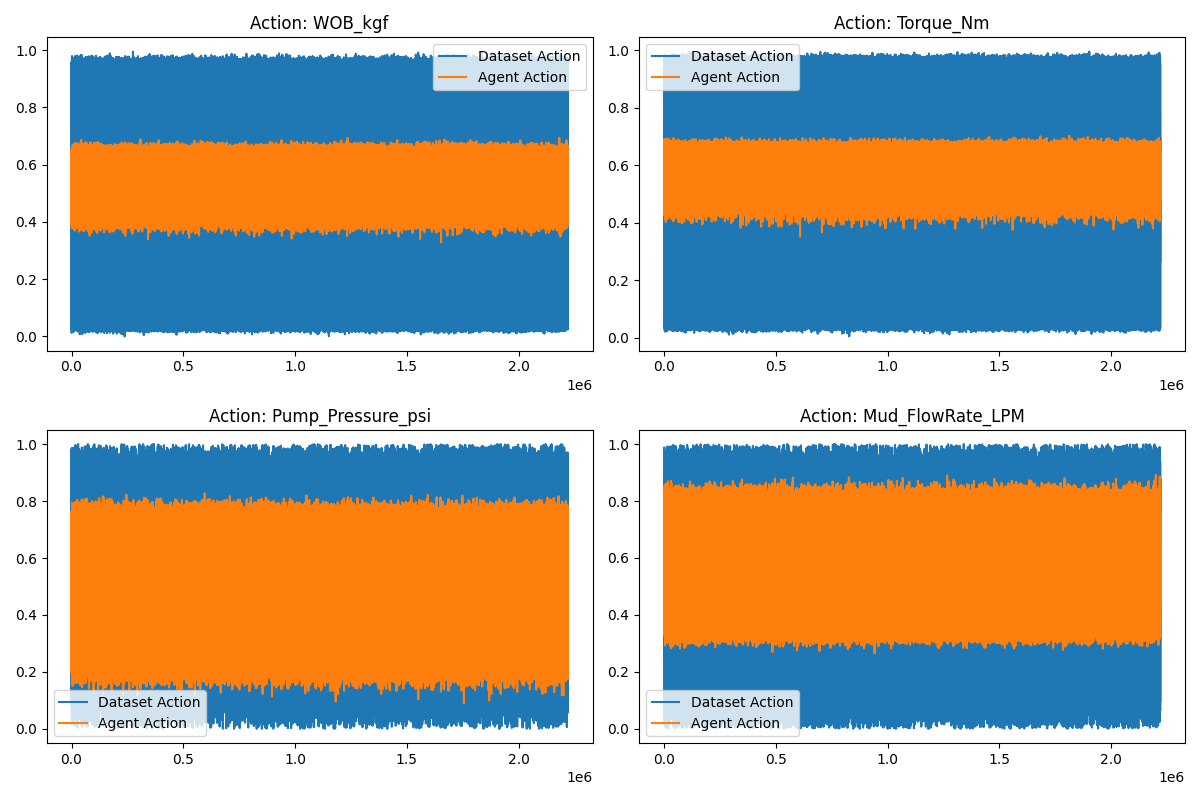 Action: WOB_kgf
1.0
0.8
0.6
0.4
0.2
0.0
Dataset Action
Agent Action
0.0 0.5 1.0 1.5 2.0
1e6
Action: Torque_Nm
1.0
0.8
0.6
0.4
0.2
0.0
Dataset Action
Agent Action
0.0 0.5 1.0 1.5 2.0
1e6
Action: Pump_Pressure_psi
1.0
0.8
0.6
0.4
0.2
0.0
Dataset Action
Agent Action
0.0 0.5 1.0 1.5 2.0
1e6
Action: Mud_FlowRate_LPM
1.0
0.8
0.6
0.4
0.2
0.0
Dataset Action
Agent Action
0.0 0.5 1.0 1.5 2.0
1e6